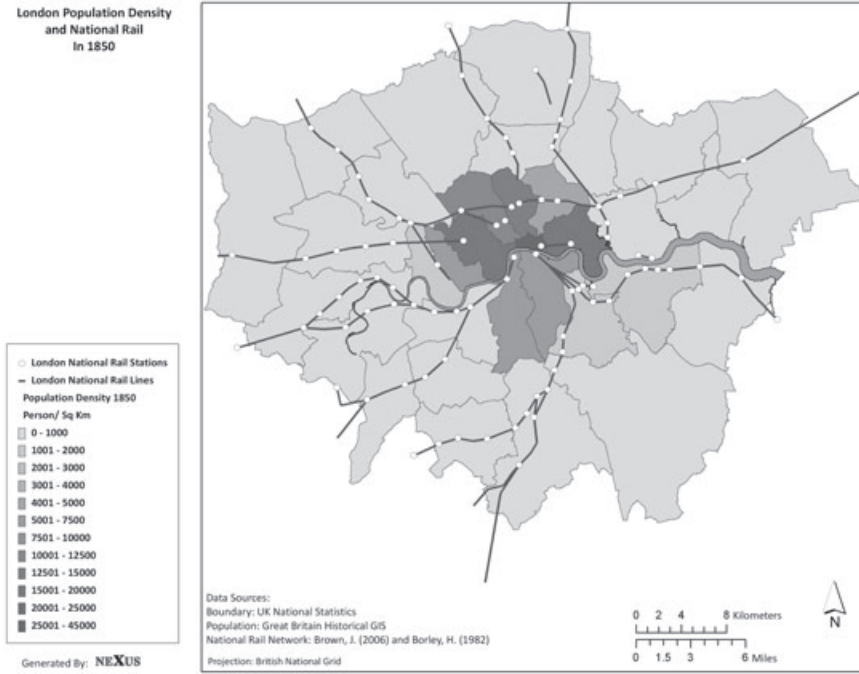 London Population Density
and National Rail
In 1850
London National Rail Stations
London National Rail Lines
Population Density 1850
Person/ Sq Km
0 - 1000
1001 - 2000
2001 - 3000
3001 - 4000
4001 - 5000
5001 - 7500
7501 - 10000
10001 - 12500
12501 - 15000
15001 - 20000
20001 - 25000
25001 - 45000
Generated By: NEXUS
Data Sources:
Boundary: UK National Statistics
Population: Great Britain Historical GIS
National Rail Network: Brown, J. (2006) and Borley, H. (1982)
Projection: British National Grid
0 2 4 8 Kilometers
0 1.5 3 6 Miles
N